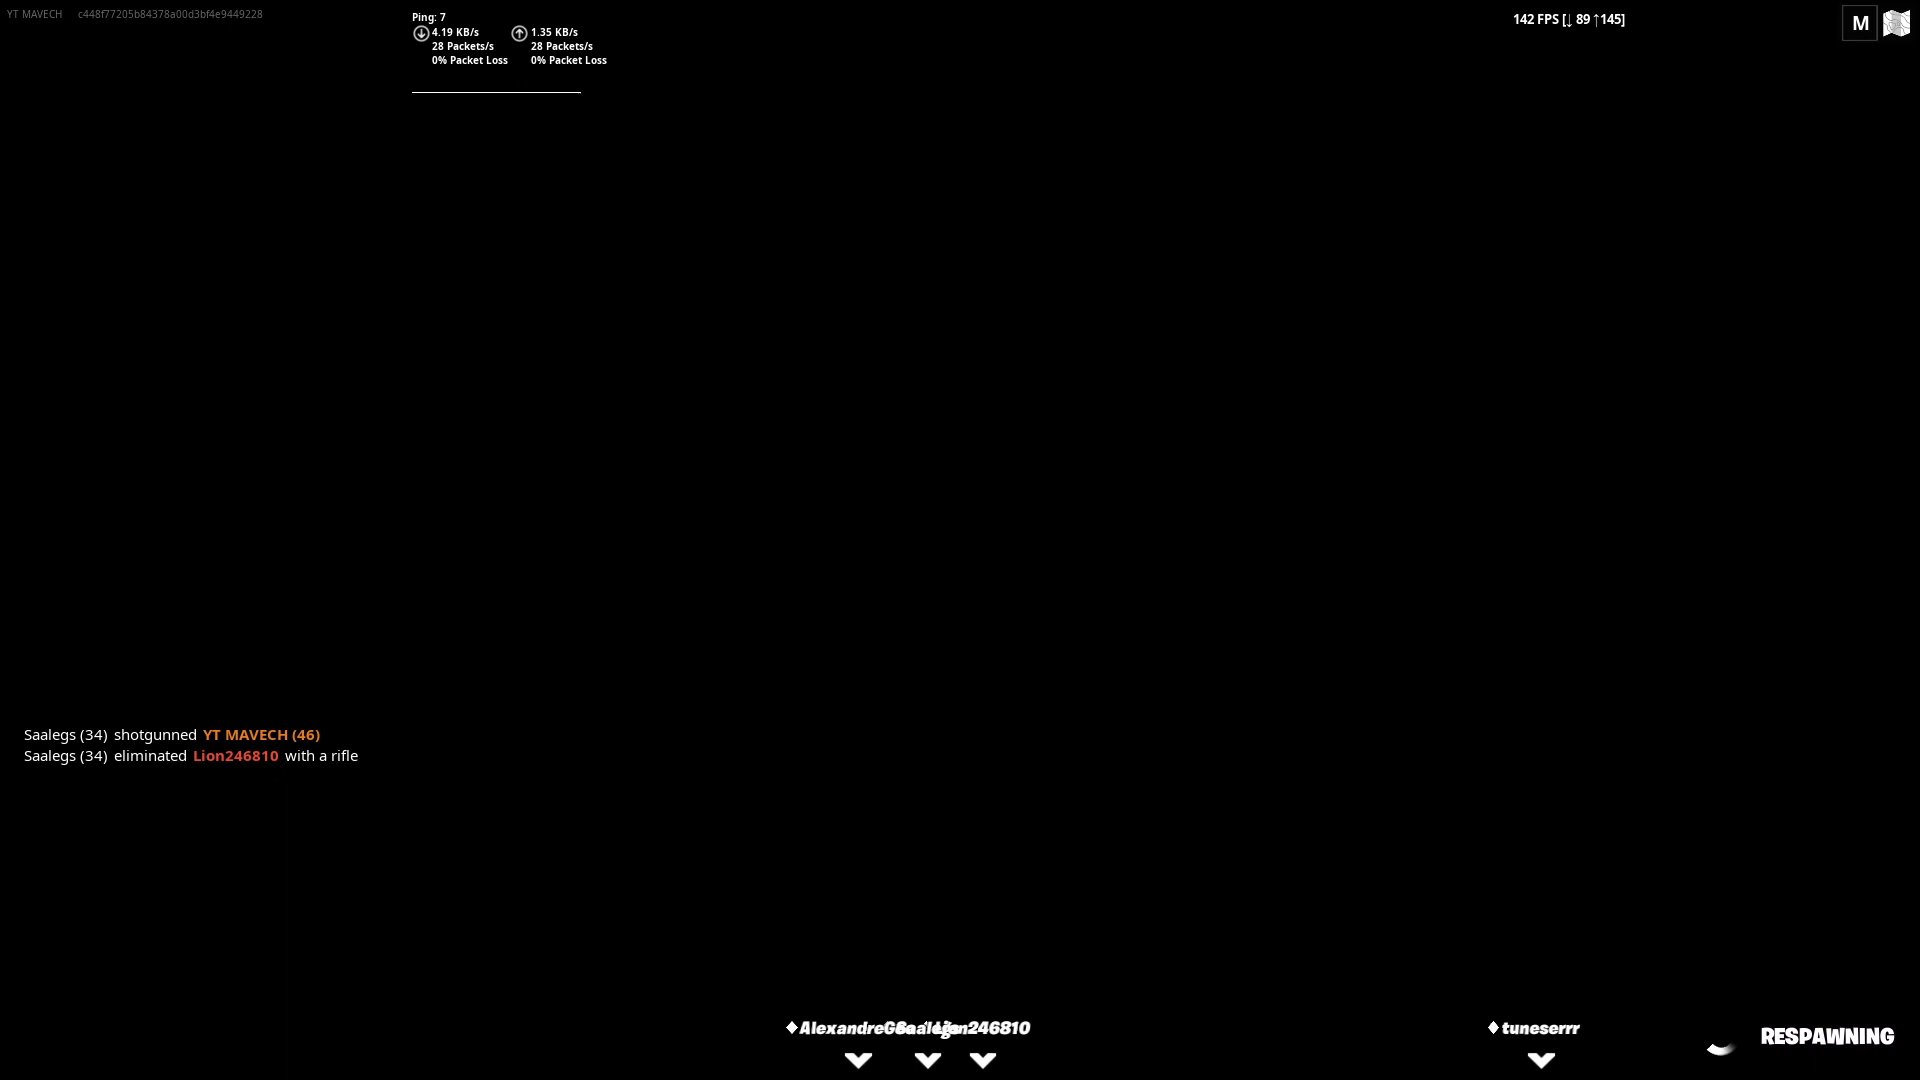 YT MAVECH c448f77205b84378a00d3bf4e9449228
Ping: 7
4.19 KB/s 1.35 KB/s
28 Packets/s 28 Packets/s
0% Packet Loss 0% Packet Loss
142 FPS [↓ 89 ↑145]
M
Saalegs (34) shotgunned YT MAVECH (46)
Saalegs (34) eliminated Lion246810 with a rifle
Saalegs Lion246810 tuneserrr
RESPAWNING